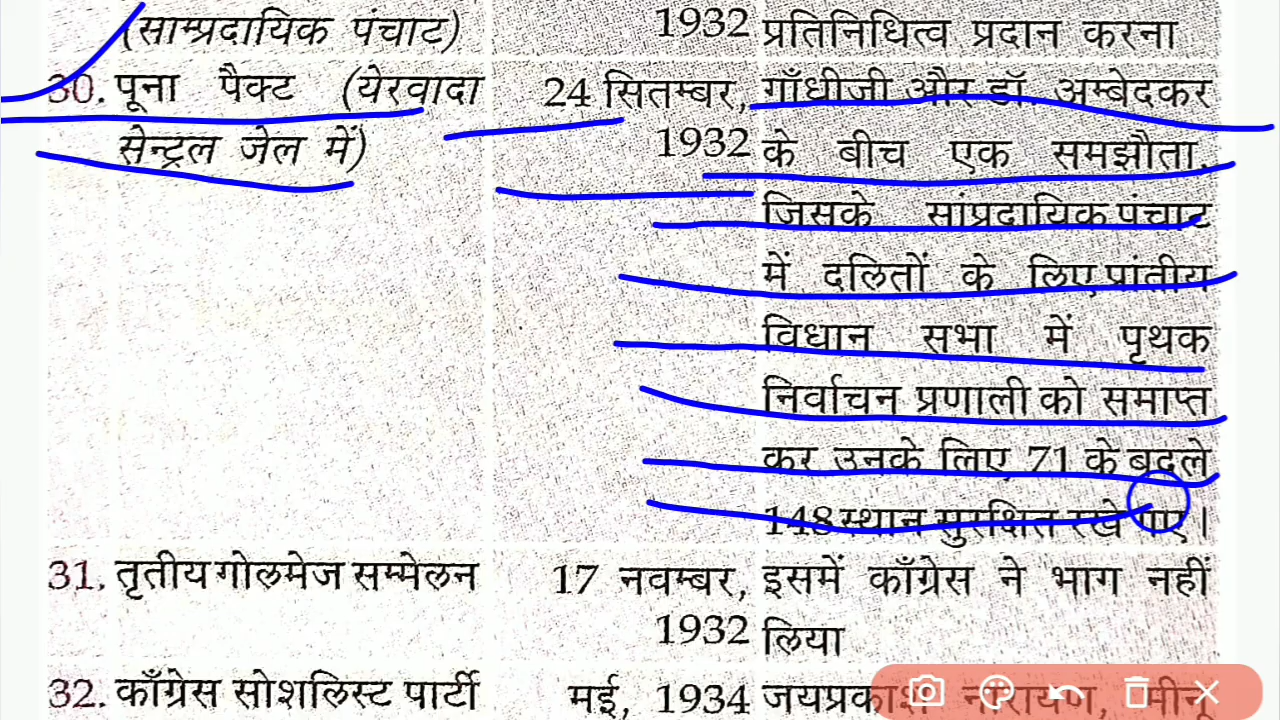 (साम्प्रदायिक पंचाट) 1932 प्रतिनिधित्व प्रदान करना
30. पूना पैक्ट (येरवादा 24 सितम्बर, गाँधीजी और डॉ. अम्बेदकर
सेन्ट्रल जेल में) 1932 के बीच एक समझौता.
जिसके सांप्रदायिक पंचाट
में दलितों के लिए प्रांतीय
विधान सभा में पृथक
निर्वाचन प्रणाली को समाप्त
कर उनके लिए 71 के बदले
148 स्थान सुरक्षित रखे गए।
31. तृतीय गोलमेज सम्मेलन 17 नवम्बर, इसमें काँग्रेस ने भाग नहीं
1932 लिया
32. काँग्रेस सोशलिस्ट पार्टी मई, 1934 जयप्रकाश नारायण,